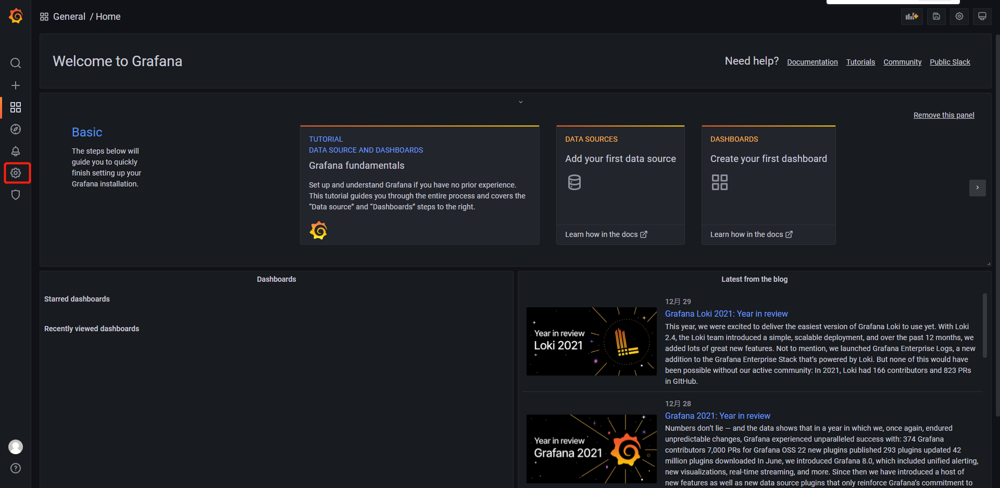 General / Home
Welcome to Grafana
Need help? Documentation Tutorials Community Public Slack
Remove this panel
Basic
The steps below will
guide you to quickly
finish setting up your
Grafana installation.
TUTORIAL
DATA SOURCE AND DASHBOARDS
Grafana fundamentals
Set up and understand Grafana if you have no prior experience.
This tutorial guides you through the entire process and covers the
“Data source” and “Dashboards” steps to the right.
DATA SOURCES
Add your first data source
Learn how in the docs
DASHBOARDS
Create your first dashboard
Learn how in the docs
Dashboards
Starred dashboards
Recently viewed dashboards
Latest from the blog
Year in review
Loki 2021
12月 29
Grafana Loki 2021: Year in review
This year, we were excited to deliver the easiest version of Grafana Loki to use yet. With Loki
2.4, the Loki team introduced a simple, scalable deployment, and over the past 12 months, we
added lots of great new features. Not to mention, we launched Grafana Enterprise Logs, a new
addition to the Grafana Enterprise Stack that’s powered by Loki. But none of this would have
been possible without our active community: In 2021, Loki had 166 contributors and 823 PRs
in GItHub.
Year in review
Grafana 2021
12月 28
Grafana 2021: Year in review
Numbers don’t lie — and the data shows that in a year in which we, once again, endured
unpredictable changes, Grafana experienced unparalleled success with: 374 Grafana
contributors 7,000 PRs for Grafana OSS 22 new plugins published 293 plugins updated 42
million plugins downloaded In June, we introduced Grafana 8.0, which included unified alerting,
new visualizations, real-time streaming, and more. Since then we have introduced a host of
new features as well as new data source plugins that only reinforce Grafana’s commitment to